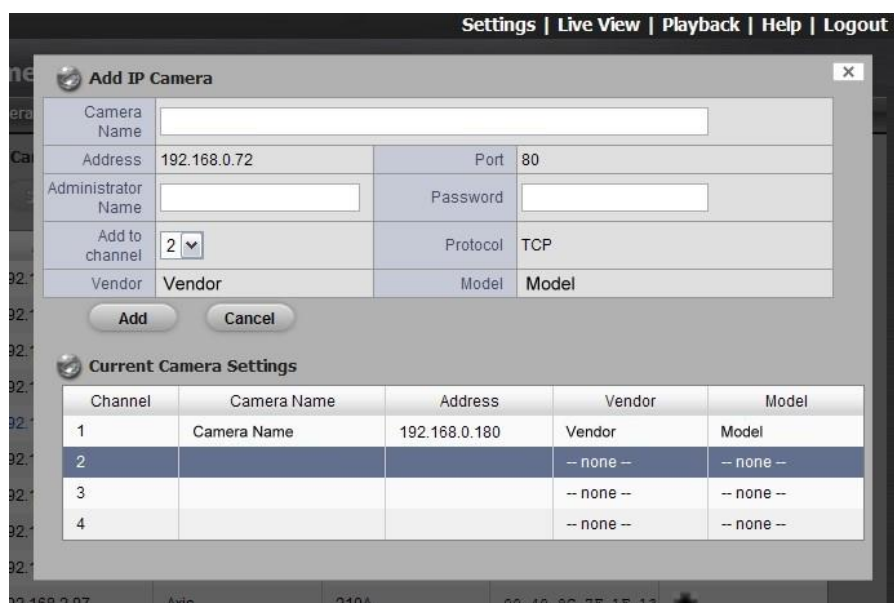 Settings | Live View | Playback | Help | Logout
Add IP Camera
Camera Name
Address 192.168.0.72 Port 80
Administrator Name Password
Add to channel 2 Protocol TCP
Vendor Vendor Model Model
Add Cancel
Current Camera Settings
Channel Camera Name Address Vendor Model
1 Camera Name 192.168.0.180 Vendor Model
2 -- none -- -- none --
3 -- none -- -- none --
4 -- none -- -- none --